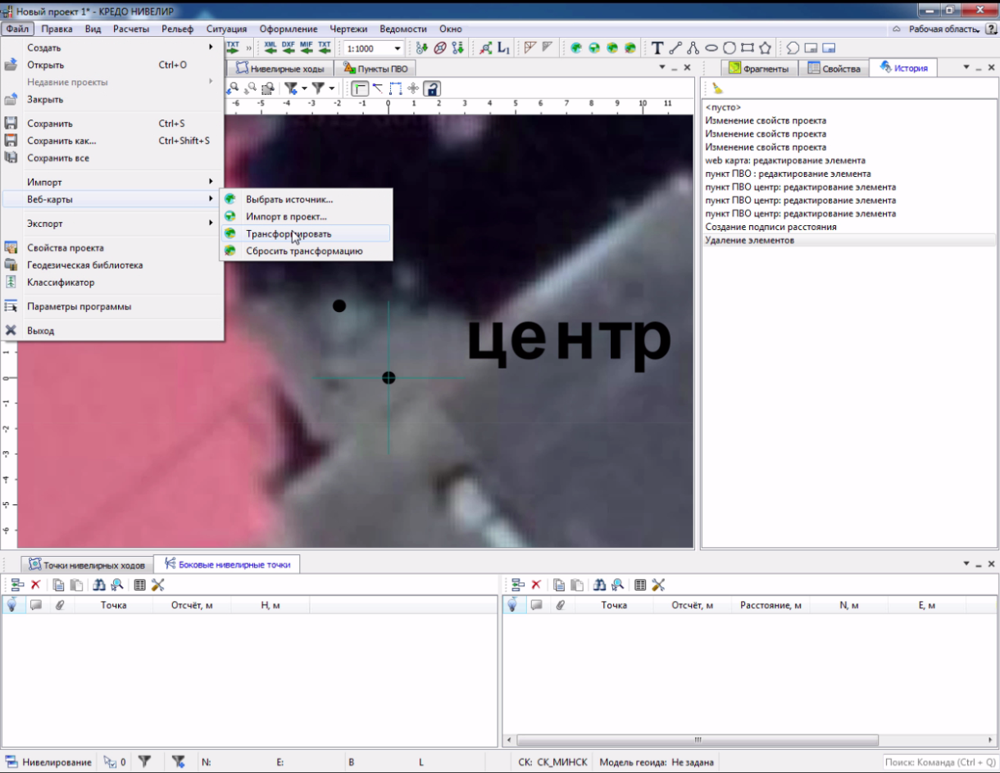 Новый проект 1* - КРЕДО НИВЕЛИР
Файл Правка Вид Расчеты Рельеф Ситуация Оформление Чертежи Ведомости Окно Рабочая область
Создать
Открыть Ctrl+O
Недавние проекты
Закрыть
Сохранить Ctrl+S
Сохранить как... Ctrl+Shift+S
Сохранить все
Импорт
Веб-карты
Экспорт
Свойства проекта
Геодезическая библиотека
Классификатор
Параметры программы
Выход
Выбрать источник...
Импорт в проект...
Трансформировать
Сбросить трансформацию
TXT XML DXF MIF TXT 1:1000
Нивелирные ходы Пункты ПВО
-6 -5 -4 -3 -2 -1 0 1 2 3 4 5 6 7 8 9 10 11
центр
0
-1
-2
-3
-4
-5
-6
Фрагменты Свойства История
<пусто>
Изменение свойств проекта
Изменение свойств проекта
Изменение свойств проекта
web карта: редактирование элемента
пункт ПВО : редактирование элемента
пункт ПВО центр: редактирование элемента
пункт ПВО центр: редактирование элемента
пункт ПВО центр: редактирование элемента
Создание подписи расстояния
Удаление элементов
Точки нивелирных ходов Боковые нивелирные точки
Точка Отсчёт, м H, м
Точка Отсчёт, м Расстояние, м N, м E, м
Нивелирование 0 N: E: B L СК: СК_МИНСК Модель геоида: Не задана Поиск: Команда (Ctrl + Q)